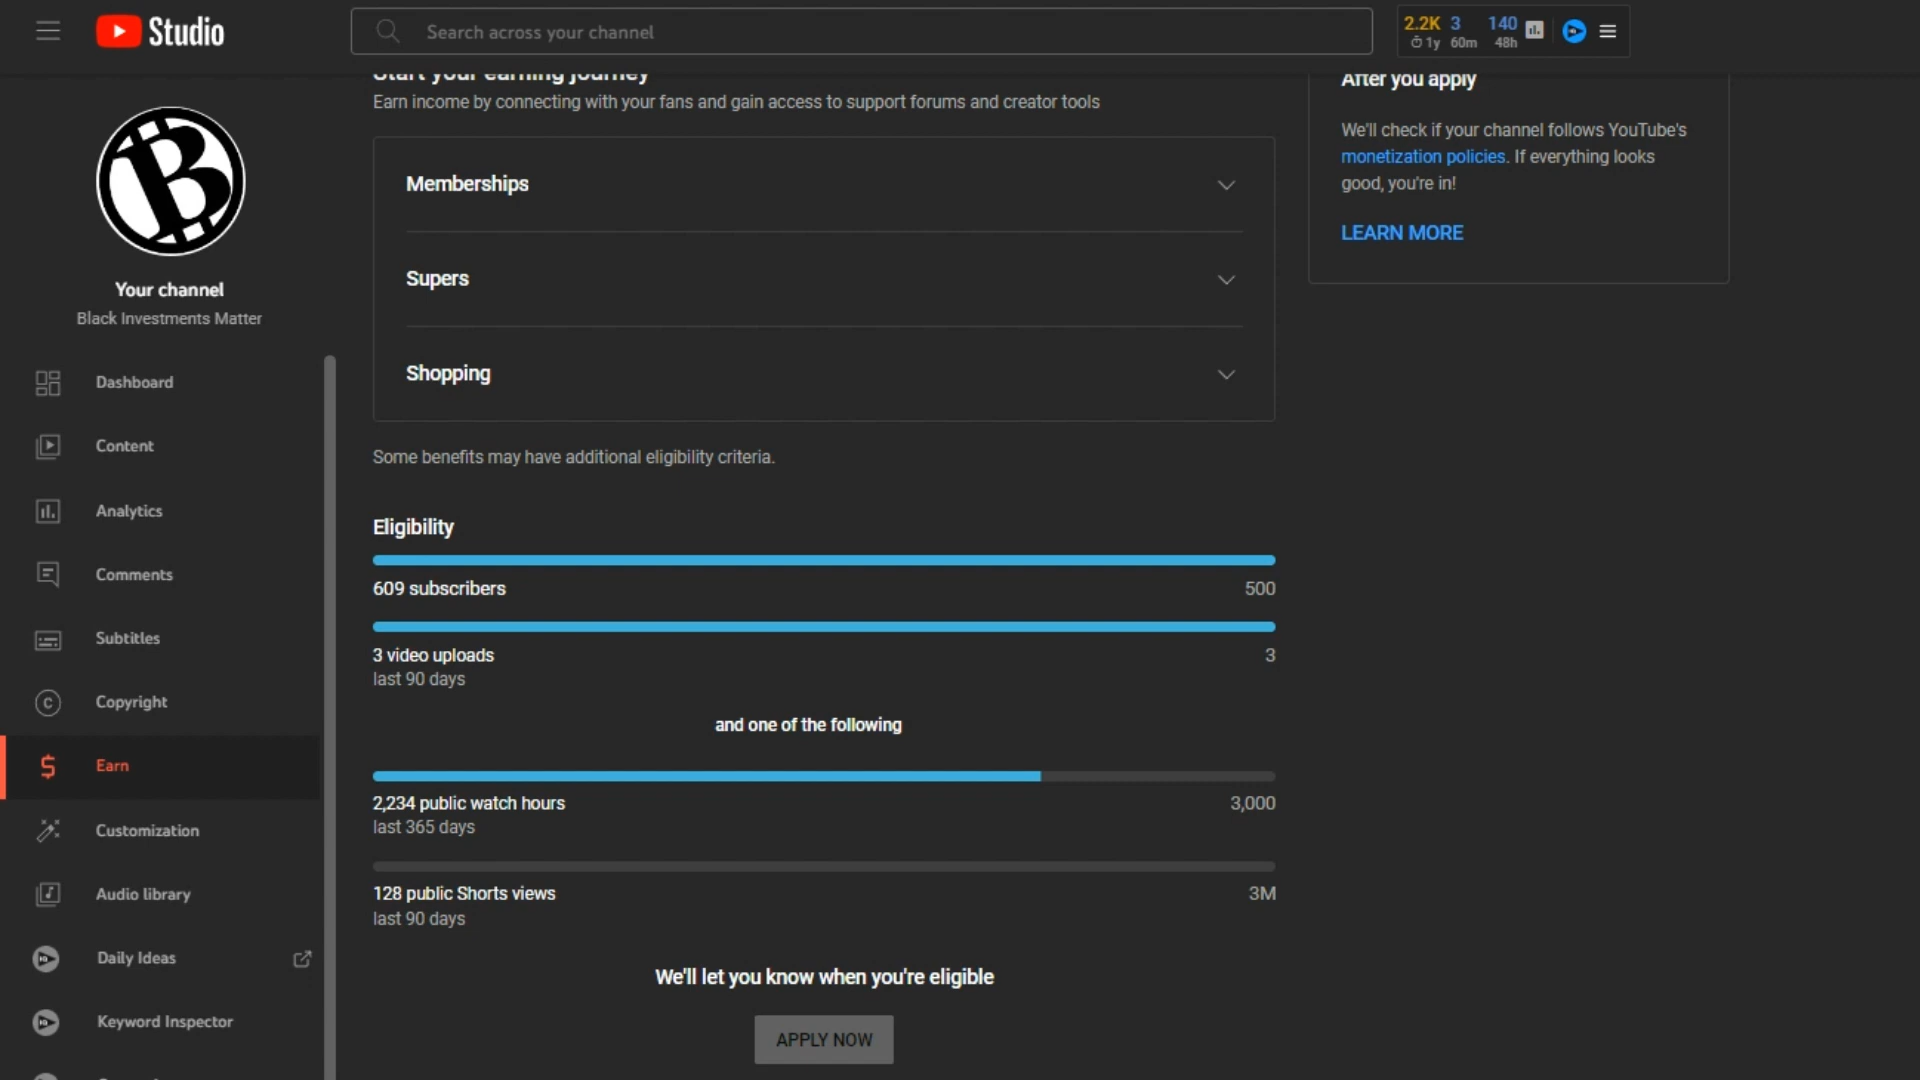 Studio
Search across your channel
2.2K 3 140
1y 60m 48h
Start your earning journey
Earn income by connecting with your fans and gain access to support forums and creator tools
After you apply
We'll check if your channel follows YouTube's
monetization policies. If everything looks
good, you're in!
LEARN MORE
Memberships
Supers
Shopping
Some benefits may have additional eligibility criteria.
Your channel
Black Investments Matter
Dashboard
Content
Analytics
Comments
Subtitles
Copyright
Earn
Customization
Audio library
Daily Ideas
Keyword Inspector
Eligibility
609 subscribers 500
3 video uploads 3
last 90 days
and one of the following
2,234 public watch hours 3,000
last 365 days
128 public Shorts views 3M
last 90 days
We'll let you know when you're eligible
APPLY NOW